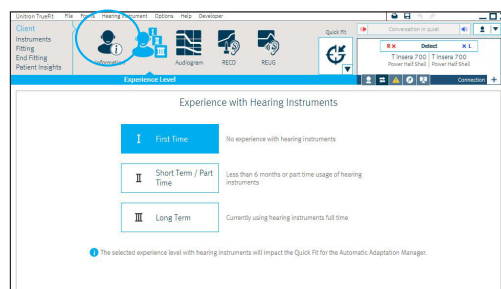 Unitron TrueFit File Forms Hearing Instrument Options Help Developer
Client
Instruments
Fitting
End Fitting
Patient Insights
Information
Audiogram
RECD
REUG
Quick Fit
Conversation in quiet
R X Detect X L
T Insera 700 T Insera 700
Power Half Shell Power Half Shell
Experience Level
Connection +
Experience with Hearing Instruments
I First Time No experience with hearing instruments
II Short Term / Part Time Less than 6 months or part time usage of hearing instruments
III Long Term Currently using hearing instruments full time
The selected experience level with hearing instruments will impact the Quick Fit for the Automatic Adaptation Manager.